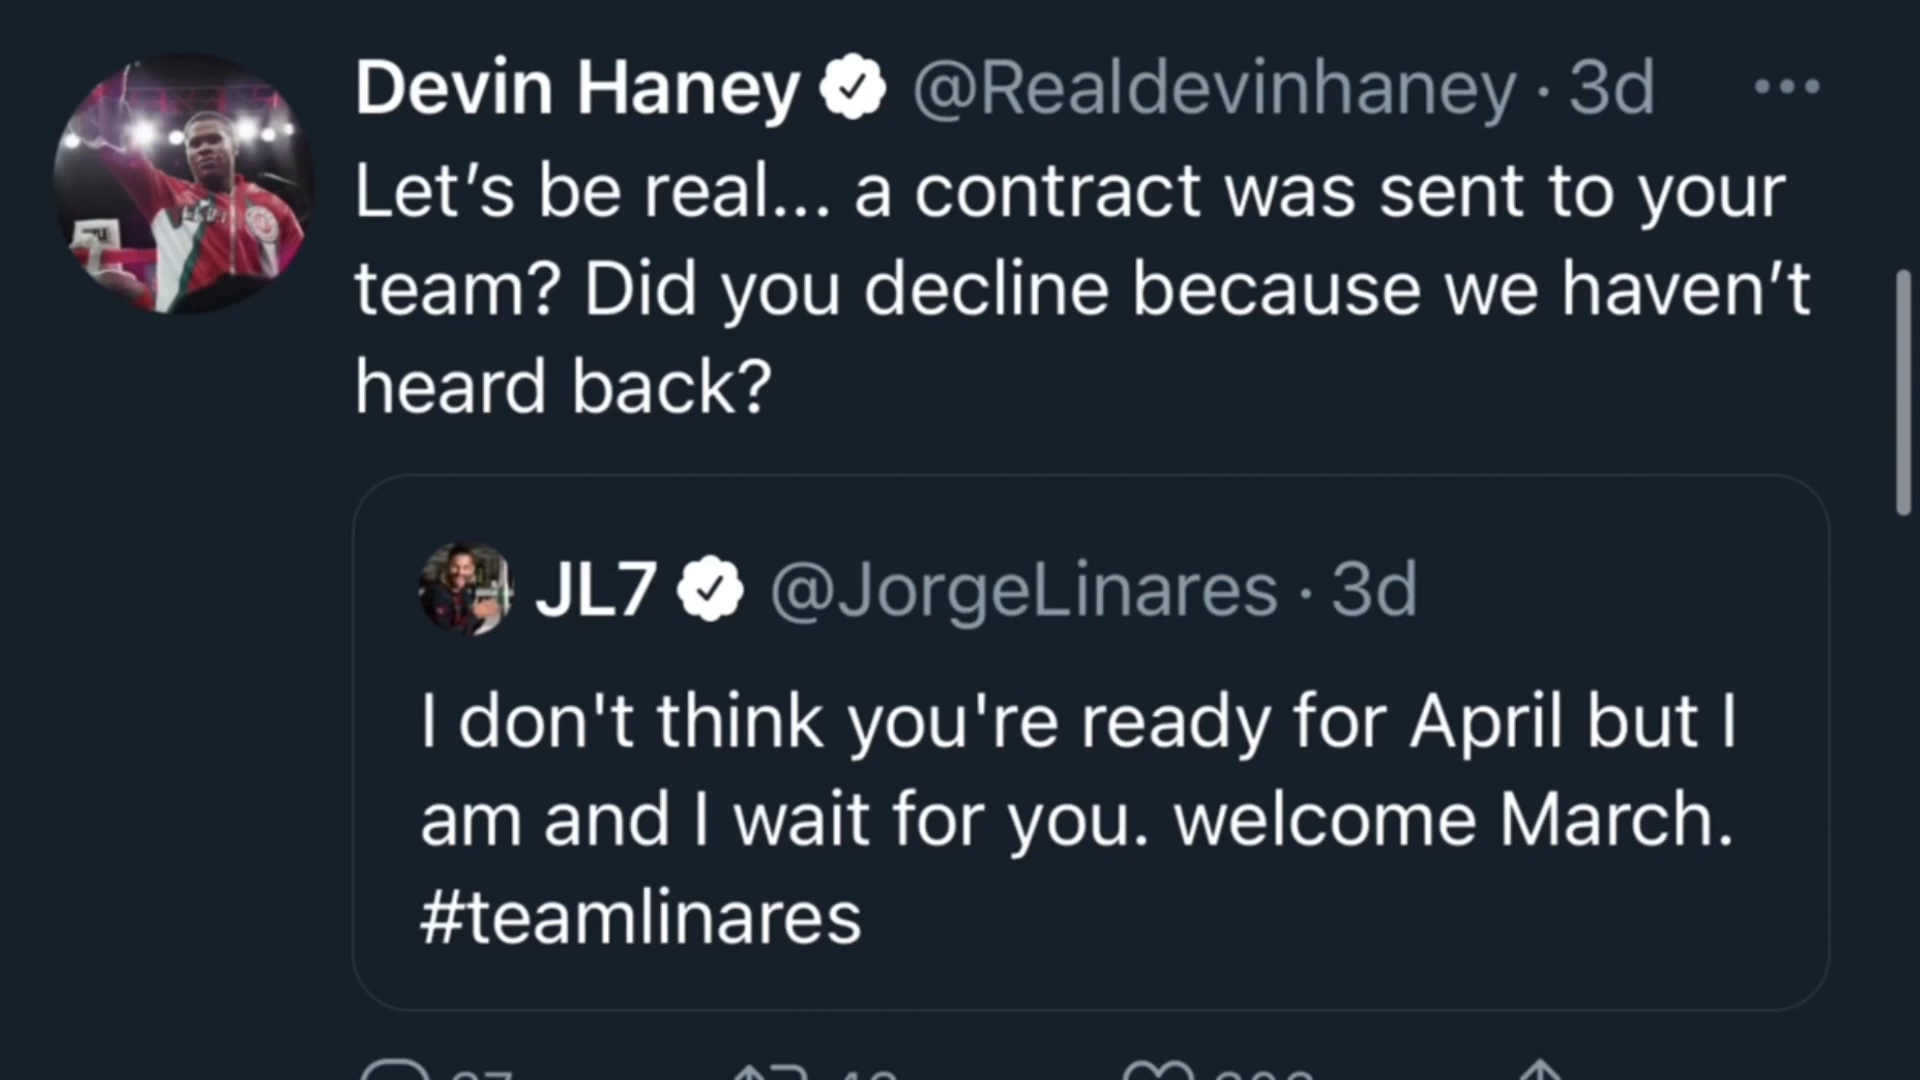 Devin Haney @Realdevinhaney · 3d
Let’s be real... a contract was sent to your
team? Did you decline because we haven’t
heard back?
JL7 @JorgeLinares · 3d
I don't think you're ready for April but I
am and I wait for you. welcome March.
#teamlinares